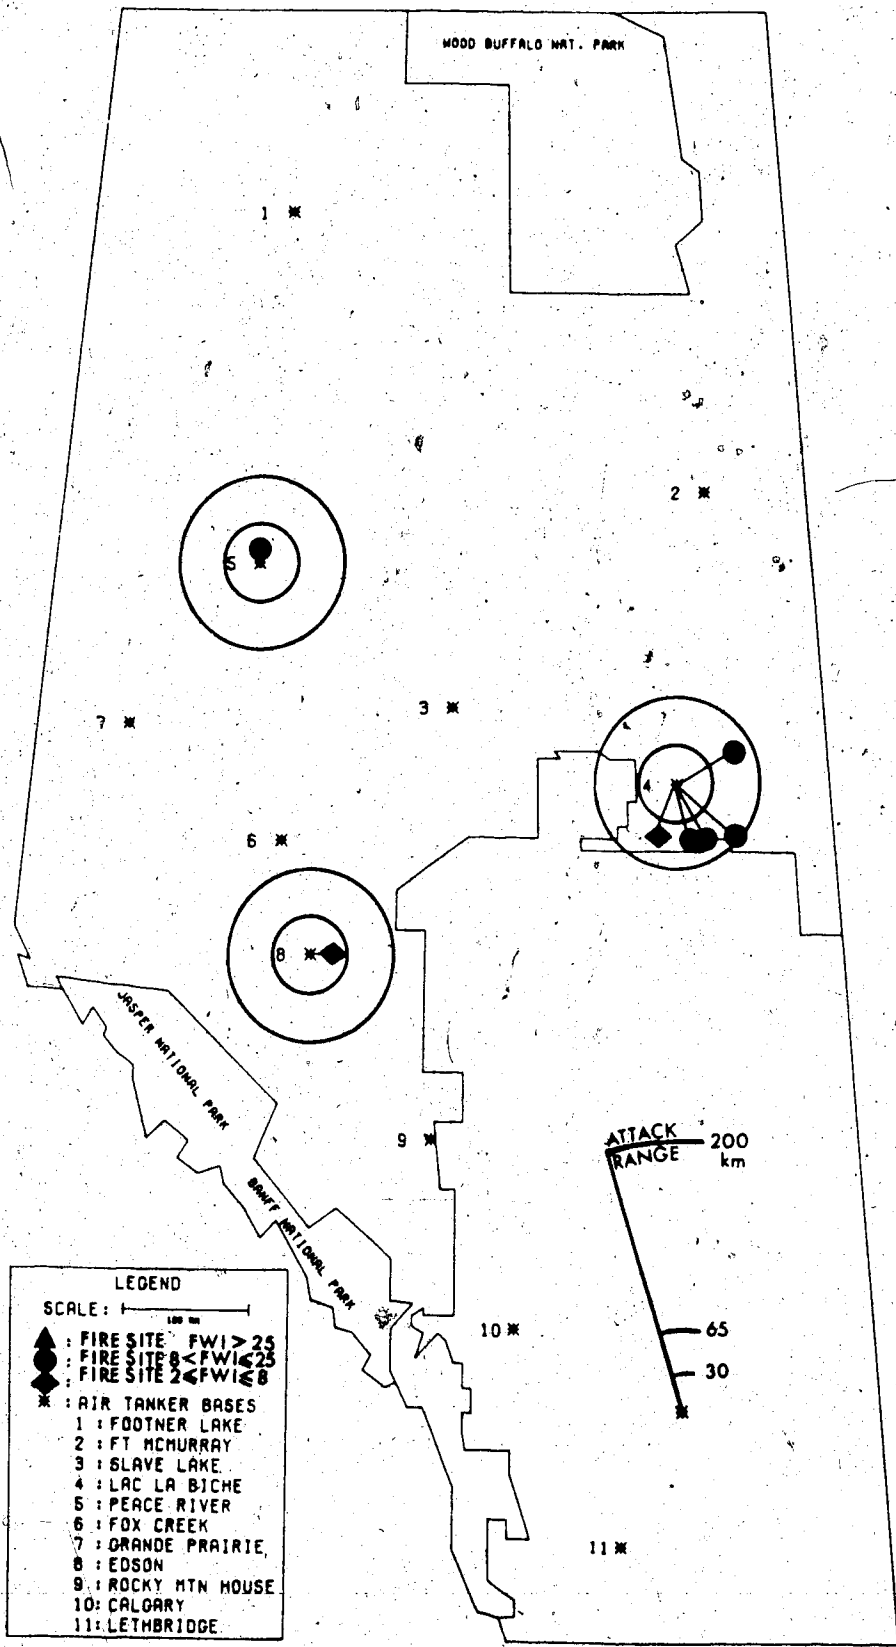 WOOD BUFFALO NAT. PARK
1
2
5
3
7
4
6
8
JASPER NATIONAL PARK
9
ATTACK
RANGE
200
km
BANFF NATIONAL PARK
10
65
30
11
LEGEND
SCALE:
100 KM
: FIRE SITE FWI > 25
: FIRE SITE 8 < FWI ⩽ 25
: FIRE SITE 2 ⩽ FWI ⩽ 8
: AIR TANKER BASES
1 : FOOTNER LAKE
2 : FT MCMURRAY
3 : SLAVE LAKE
4 : LAC LA BICHE
5 : PEACE RIVER
6 : FOX CREEK
7 : GRANDE PRAIRIE
8 : EDSON
9 : ROCKY MTN HOUSE
10: CALGARY
11: LETHBRIDGE